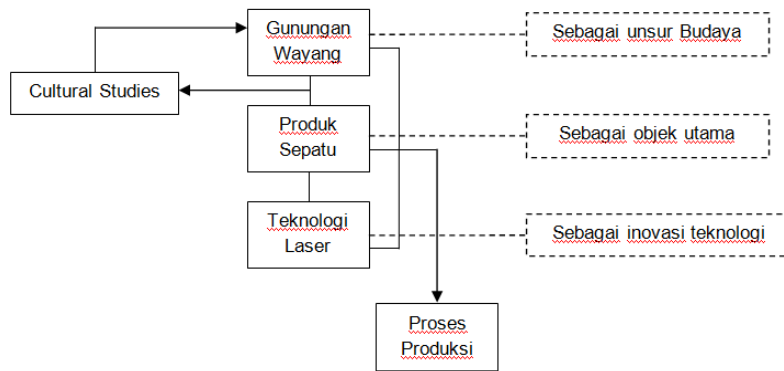 Gunungan
Wayang
Sebagai unsur Budaya
Cultural Studies
Produk
Sepatu
Sebagai objek utama
Teknologi
Laser
Sebagai inovasi teknologi
Proses
Produksi